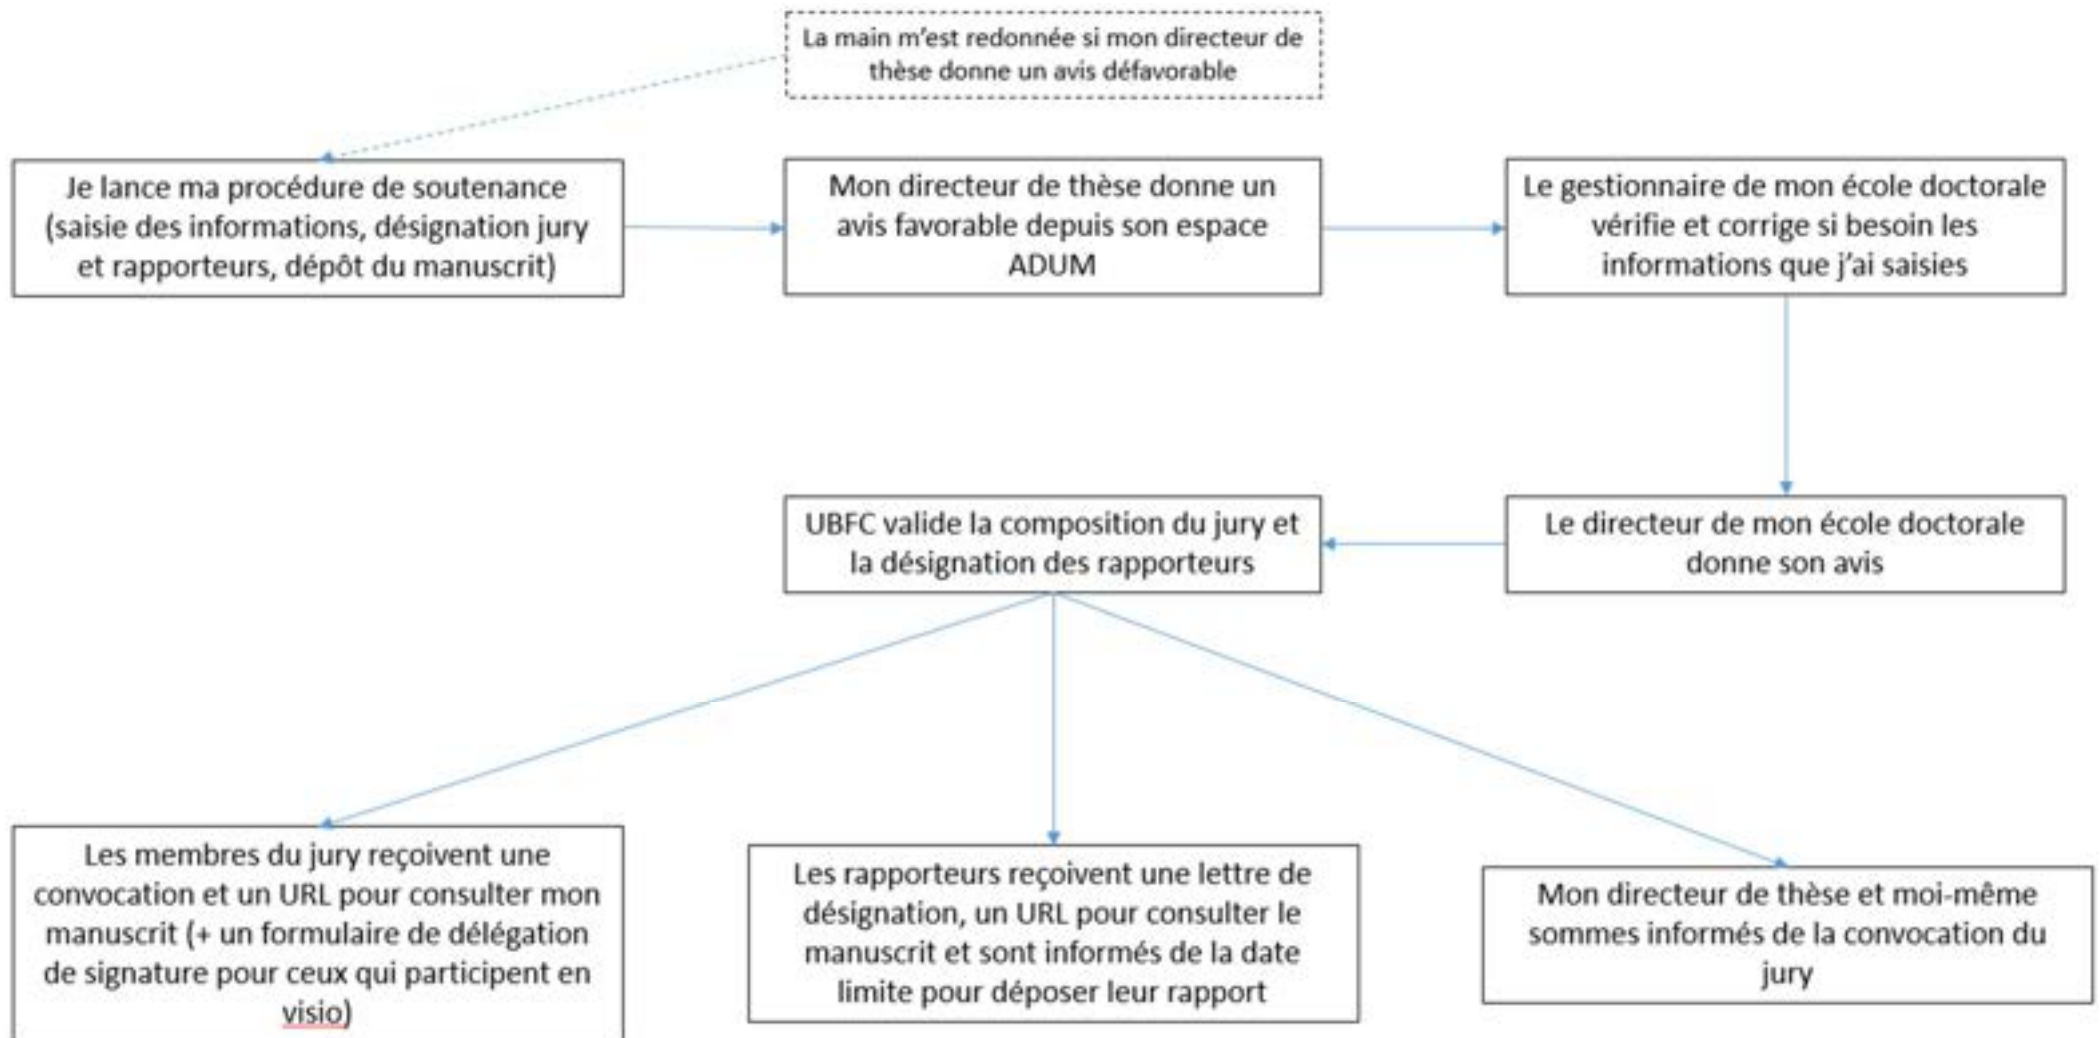 La main m'est redonnée si mon directeur de
thèse donne un avis défavorable
Je lance ma procédure de soutenance
(saisie des informations, désignation jury
et rapporteurs, dépôt du manuscrit)
Mon directeur de thèse donne un
avis favorable depuis son espace
ADUM
Le gestionnaire de mon école doctorale
vérifie et corrige si besoin les
informations que j'ai saisies
UBFC valide la composition du jury et
la désignation des rapporteurs
Le directeur de mon école doctorale
donne son avis
Les membres du jury reçoivent une
convocation et un URL pour consulter mon
manuscrit (+ un formulaire de délégation
de signature pour ceux qui participent en
visio)
Les rapporteurs reçoivent une lettre de
désignation, un URL pour consulter le
manuscrit et sont informés de la date
limite pour déposer leur rapport
Mon directeur de thèse et moi-même
sommes informés de la convocation du
jury